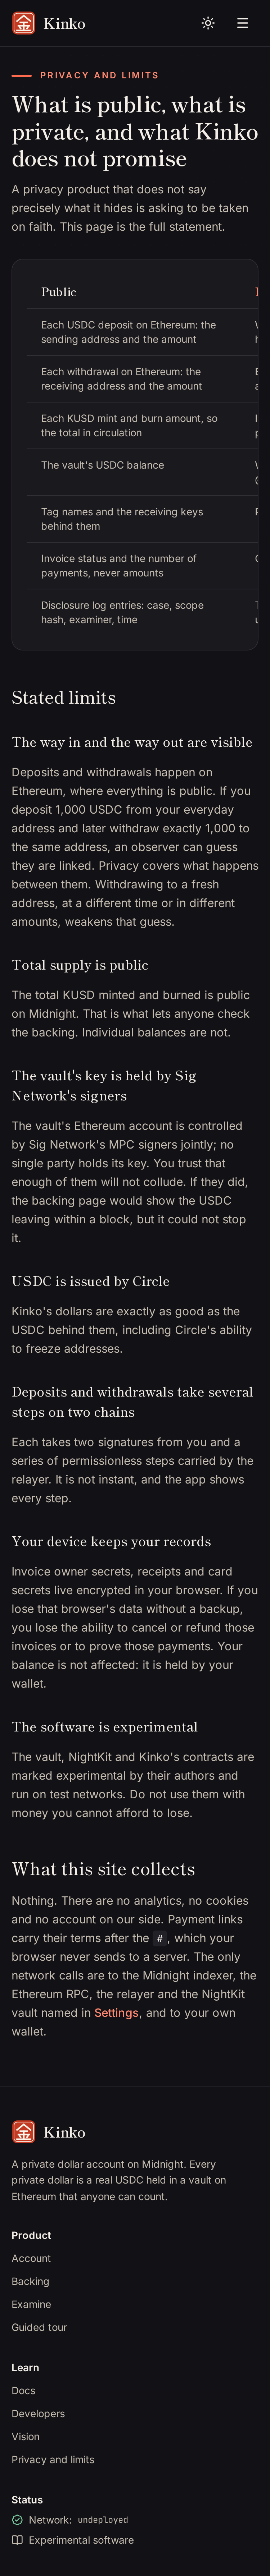 金 Kinko
PRIVACY AND LIMITS
What is public, what is
private, and what Kinko
does not promise
A privacy product that does not say
precisely what it hides is asking to be taken
on faith. This page is the full statement.
Public
Each USDC deposit on Ethereum: the
sending address and the amount
Each withdrawal on Ethereum: the
receiving address and the amount
Each KUSD mint and burn amount, so
the total in circulation
The vault's USDC balance
Tag names and the receiving keys
behind them
Invoice status and the number of
payments, never amounts
Disclosure log entries: case, scope
hash, examiner, time
Stated limits
The way in and the way out are visible
Deposits and withdrawals happen on
Ethereum, where everything is public. If you
deposit 1,000 USDC from your everyday
address and later withdraw exactly 1,000 to
the same address, an observer can guess
they are linked. Privacy covers what happens
between them. Withdrawing to a fresh
address, at a different time or in different
amounts, weakens that guess.
Total supply is public
The total KUSD minted and burned is public
on Midnight. That is what lets anyone check
the backing. Individual balances are not.
The vault's key is held by Sig
Network's signers
The vault's Ethereum account is controlled
by Sig Network's MPC signers jointly; no
single party holds its key. You trust that
enough of them will not collude. If they did,
the backing page would show the USDC
leaving within a block, but it could not stop
it.
USDC is issued by Circle
Kinko's dollars are exactly as good as the
USDC behind them, including Circle's ability
to freeze addresses.
Deposits and withdrawals take several
steps on two chains
Each takes two signatures from you and a
series of permissionless steps carried by the
relayer. It is not instant, and the app shows
every step.
Your device keeps your records
Invoice owner secrets, receipts and card
secrets live encrypted in your browser. If you
lose that browser's data without a backup,
you lose the ability to cancel or refund those
invoices or to prove those payments. Your
balance is not affected: it is held by your
wallet.
The software is experimental
The vault, NightKit and Kinko's contracts are
marked experimental by their authors and
run on test networks. Do not use them with
money you cannot afford to lose.
What this site collects
Nothing. There are no analytics, no cookies
and no account on our side. Payment links
carry their terms after the #, which your
browser never sends to a server. The only
network calls are to the Midnight indexer, the
Ethereum RPC, the relayer and the NightKit
vault named in Settings, and to your own
wallet.
金 Kinko
A private dollar account on Midnight. Every
private dollar is a real USDC held in a vault on
Ethereum that anyone can count.
Product
Account
Backing
Examine
Guided tour
Learn
Docs
Developers
Vision
Privacy and limits
Status
Network: undeployed
Experimental software